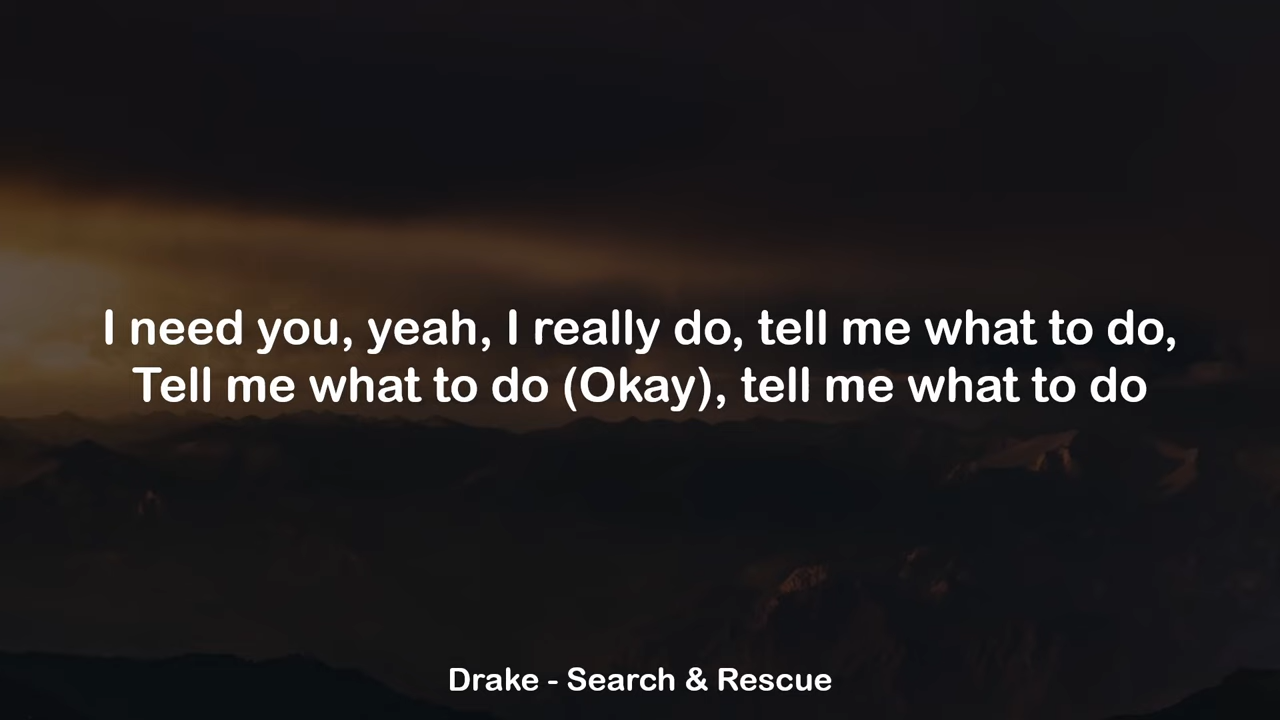 I need you, yeah, I really do, tell me what to do,
Tell me what to do (Okay), tell me what to do
Drake - Search & Rescue